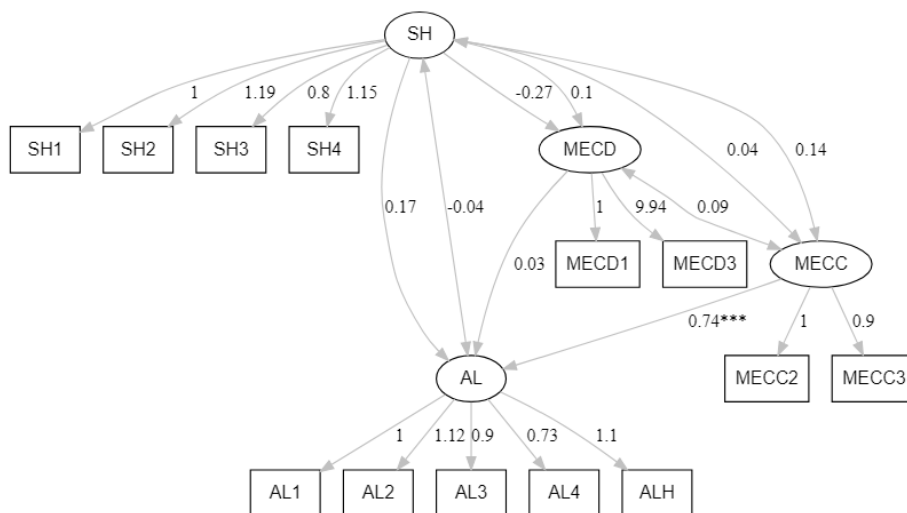 SH
1
1.19
0.8
1.15
-0.27
0.1
SH1
SH2
SH3
SH4
MECD
0.04
0.14
0.17
-0.04
1
9.94
0.09
0.03
MECD1
MECD3
MECC
0.74***
1
0.9
AL
MECC2
MECC3
1
1.12
0.9
0.73
1.1
AL1
AL2
AL3
AL4
ALH